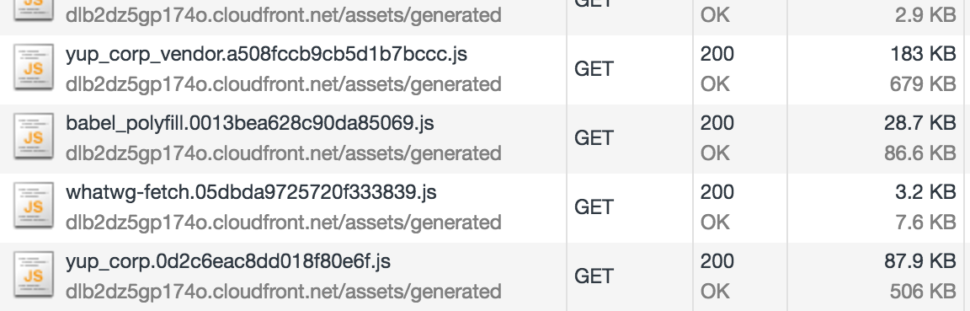 JS GET
dlb2dz5gp174o.cloudfront.net/assets/generated OK 2.9 KB
yup_corp_vendor.a508fccb9cb5d1b7bccc.js 200 183 KB
JS GET
dlb2dz5gp174o.cloudfront.net/assets/generated OK 679 KB
babel_polyfill.0013bea628c90da85069.js 200 28.7 KB
JS GET
dlb2dz5gp174o.cloudfront.net/assets/generated OK 86.6 KB
whatwg-fetch.05dbda9725720f333839.js 200 3.2 KB
JS GET
dlb2dz5gp174o.cloudfront.net/assets/generated OK 7.6 KB
yup_corp.0d2c6eac8dd018f80e6f.js 200 87.9 KB
JS GET
dlb2dz5gp174o.cloudfront.net/assets/generated OK 506 KB